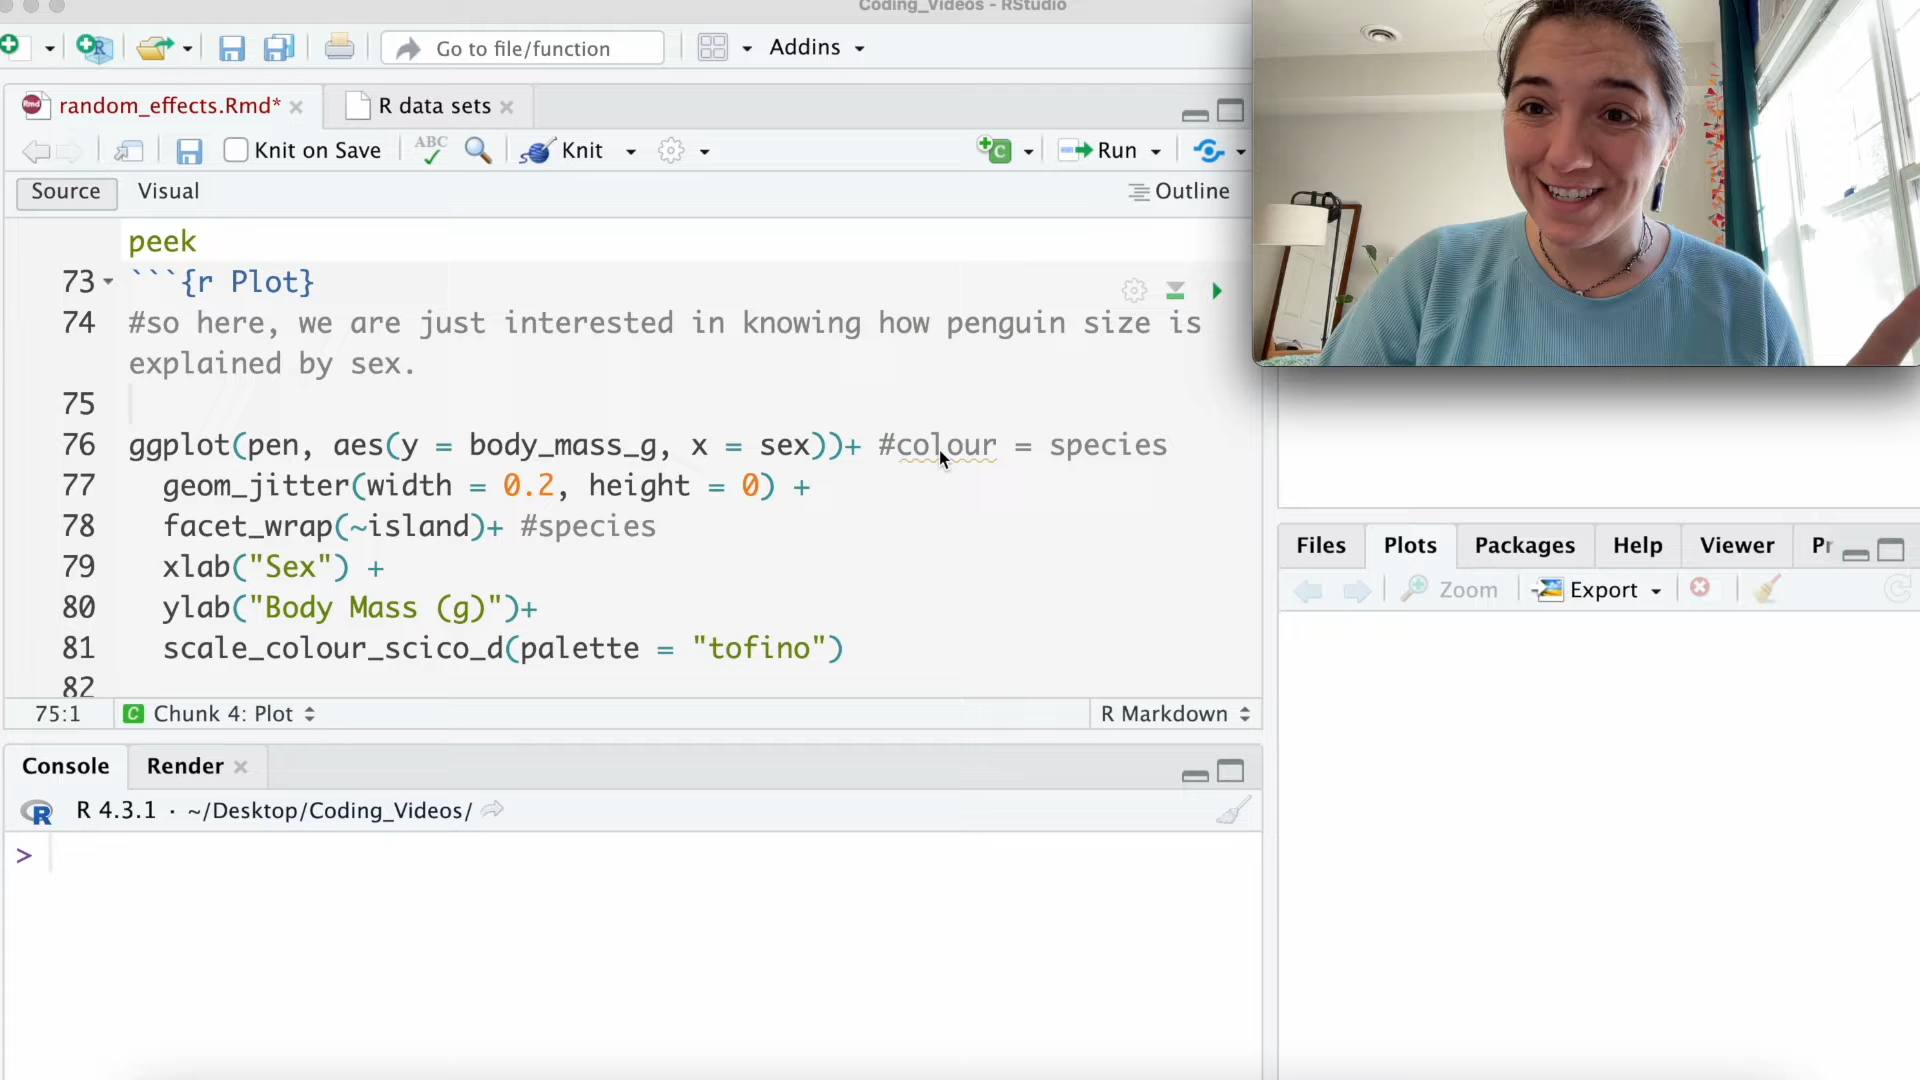 Coding_Videos - RStudio
Go to file/function
Addins
random_effects.Rmd*
R data sets
Knit on Save
ABC
Knit
C
Run
Source
Visual
Outline
peek
73 ```{r Plot}
74 #so here, we are just interested in knowing how penguin size is
explained by sex.
75
76 ggplot(pen, aes(y = body_mass_g, x = sex))+ #colour = species
77 geom_jitter(width = 0.2, height = 0) +
78 facet_wrap(~island)+ #species
79 xlab("Sex") +
80 ylab("Body Mass (g)")+
81 scale_colour_scico_d(palette = "tofino")
82
75:1
C Chunk 4: Plot
R Markdown
Files
Plots
Packages
Help
Viewer
Pr
Zoom
Export
Console
Render
R 4.3.1 · ~/Desktop/Coding_Videos/
>